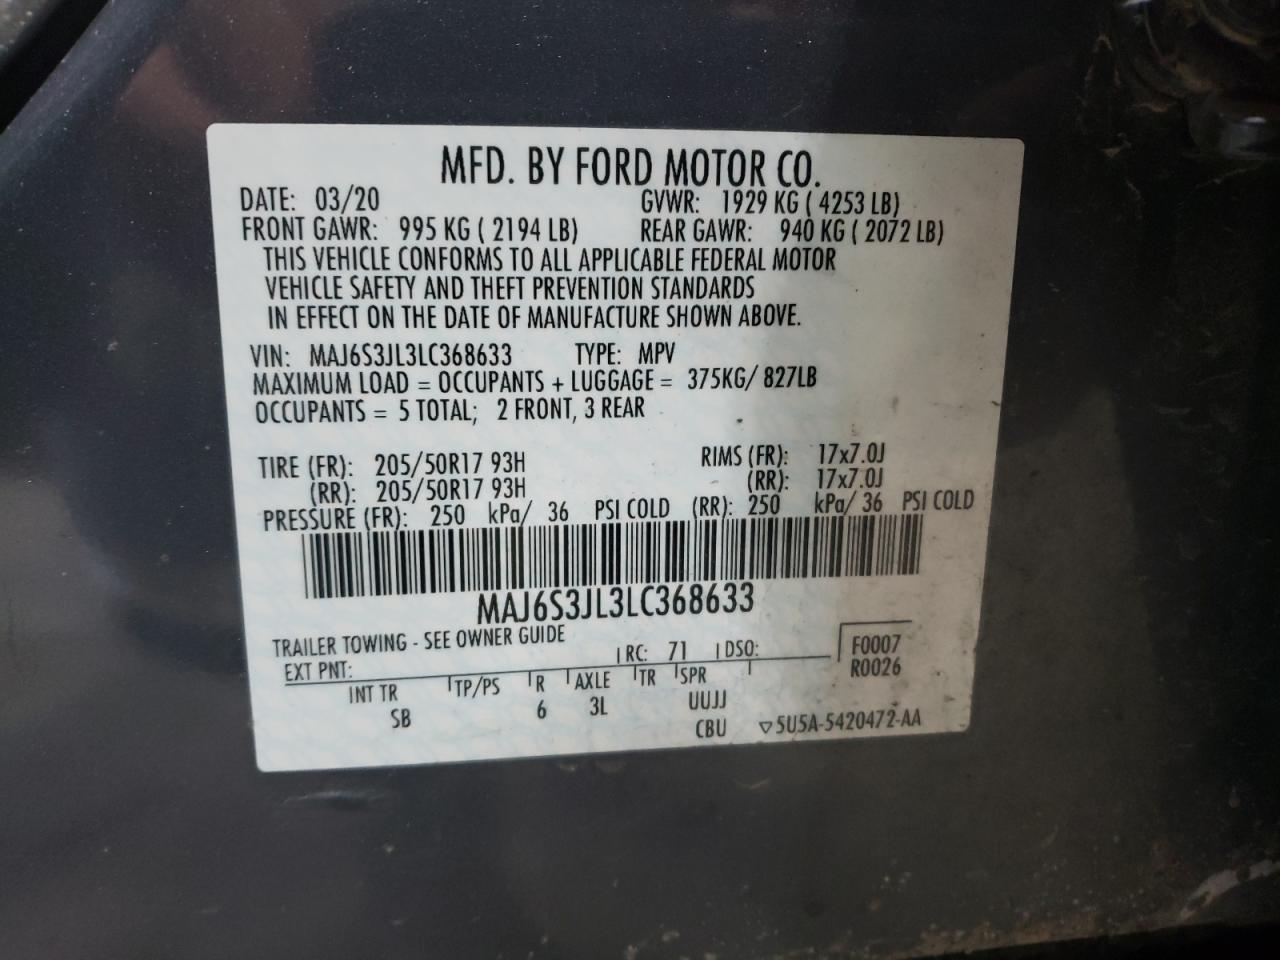 MFD. BY FORD MOTOR CO.
DATE: 03/20 GVWR: 1929 KG ( 4253 LB)
FRONT GAWR: 995 KG ( 2194 LB) REAR GAWR: 940 KG ( 2072 LB)
THIS VEHICLE CONFORMS TO ALL APPLICABLE FEDERAL MOTOR
VEHICLE SAFETY AND THEFT PREVENTION STANDARDS
IN EFFECT ON THE DATE OF MANUFACTURE SHOWN ABOVE.
VIN: MAJ6S3JL3LC368633 TYPE: MPV
MAXIMUM LOAD = OCCUPANTS + LUGGAGE = 375KG/ 827LB
OCCUPANTS = 5 TOTAL; 2 FRONT, 3 REAR
TIRE (FR): 205/50R17 93H RIMS (FR): 17x7.0J
(RR): 205/50R17 93H (RR): 17x7.0J
PRESSURE (FR): 250 kPa/ 36 PSI COLD (RR): 250 kPa/ 36 PSI COLD
MAJ6S3JL3LC368633
TRAILER TOWING - SEE OWNER GUIDE
EXT PNT: RC: 71 DSO: F0007
R0026
INT TR TP/PS R AXLE TR SPR
SB 6 3L UUJJ
CBU ▽5U5A-5420472-AA